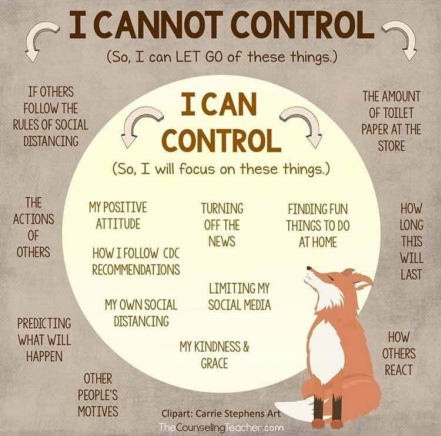 I CANNOT CONTROL
(So, I can LET GO of these things.)
IF OTHERS
FOLLOW THE
RULES OF SOCIAL
DISTANCING
THE AMOUNT
OF TOILET
PAPER AT THE
STORE
I CAN
CONTROL
(So, I will focus on these things.)
THE
ACTIONS
OF
OTHERS
MY POSITIVE
ATTITUDE
TURNING
OFF THE
NEWS
FINDING FUN
THINGS TO DO
AT HOME
HOW
LONG
THIS
WILL
LAST
HOW I FOLLOW CDC
RECOMMENDATIONS
LIMITING MY
SOCIAL MEDIA
MY OWN SOCIAL
DISTANCING
PREDICTING
WHAT WILL
HAPPEN
MY KINDNESS &
GRACE
HOW
OTHERS
REACT
OTHER
PEOPLE'S
MOTIVES
Clipart: Carrie Stephens Art
TheCounselingTeacher.com